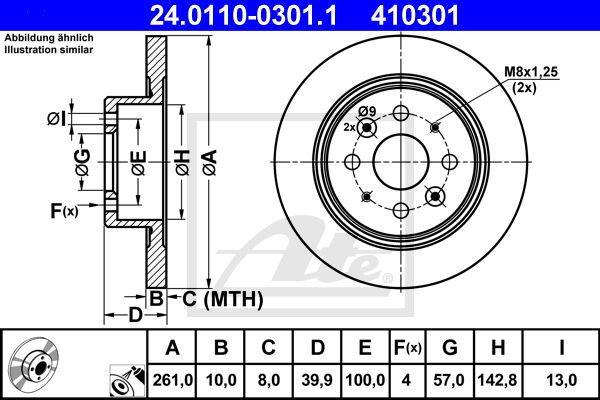 24.0110-0301.1 410301
Abbildung ähnlich
Illustration similar
M8x1,25
(2x)
Ø9
2x
ØI
ØG
ØE
ØH
ØA
F(x)
B
C (MTH)
D
Ate
A B C D E F(x) G H I
261,0 10,0 8,0 39,9 100,0 4 57,0 142,8 13,0